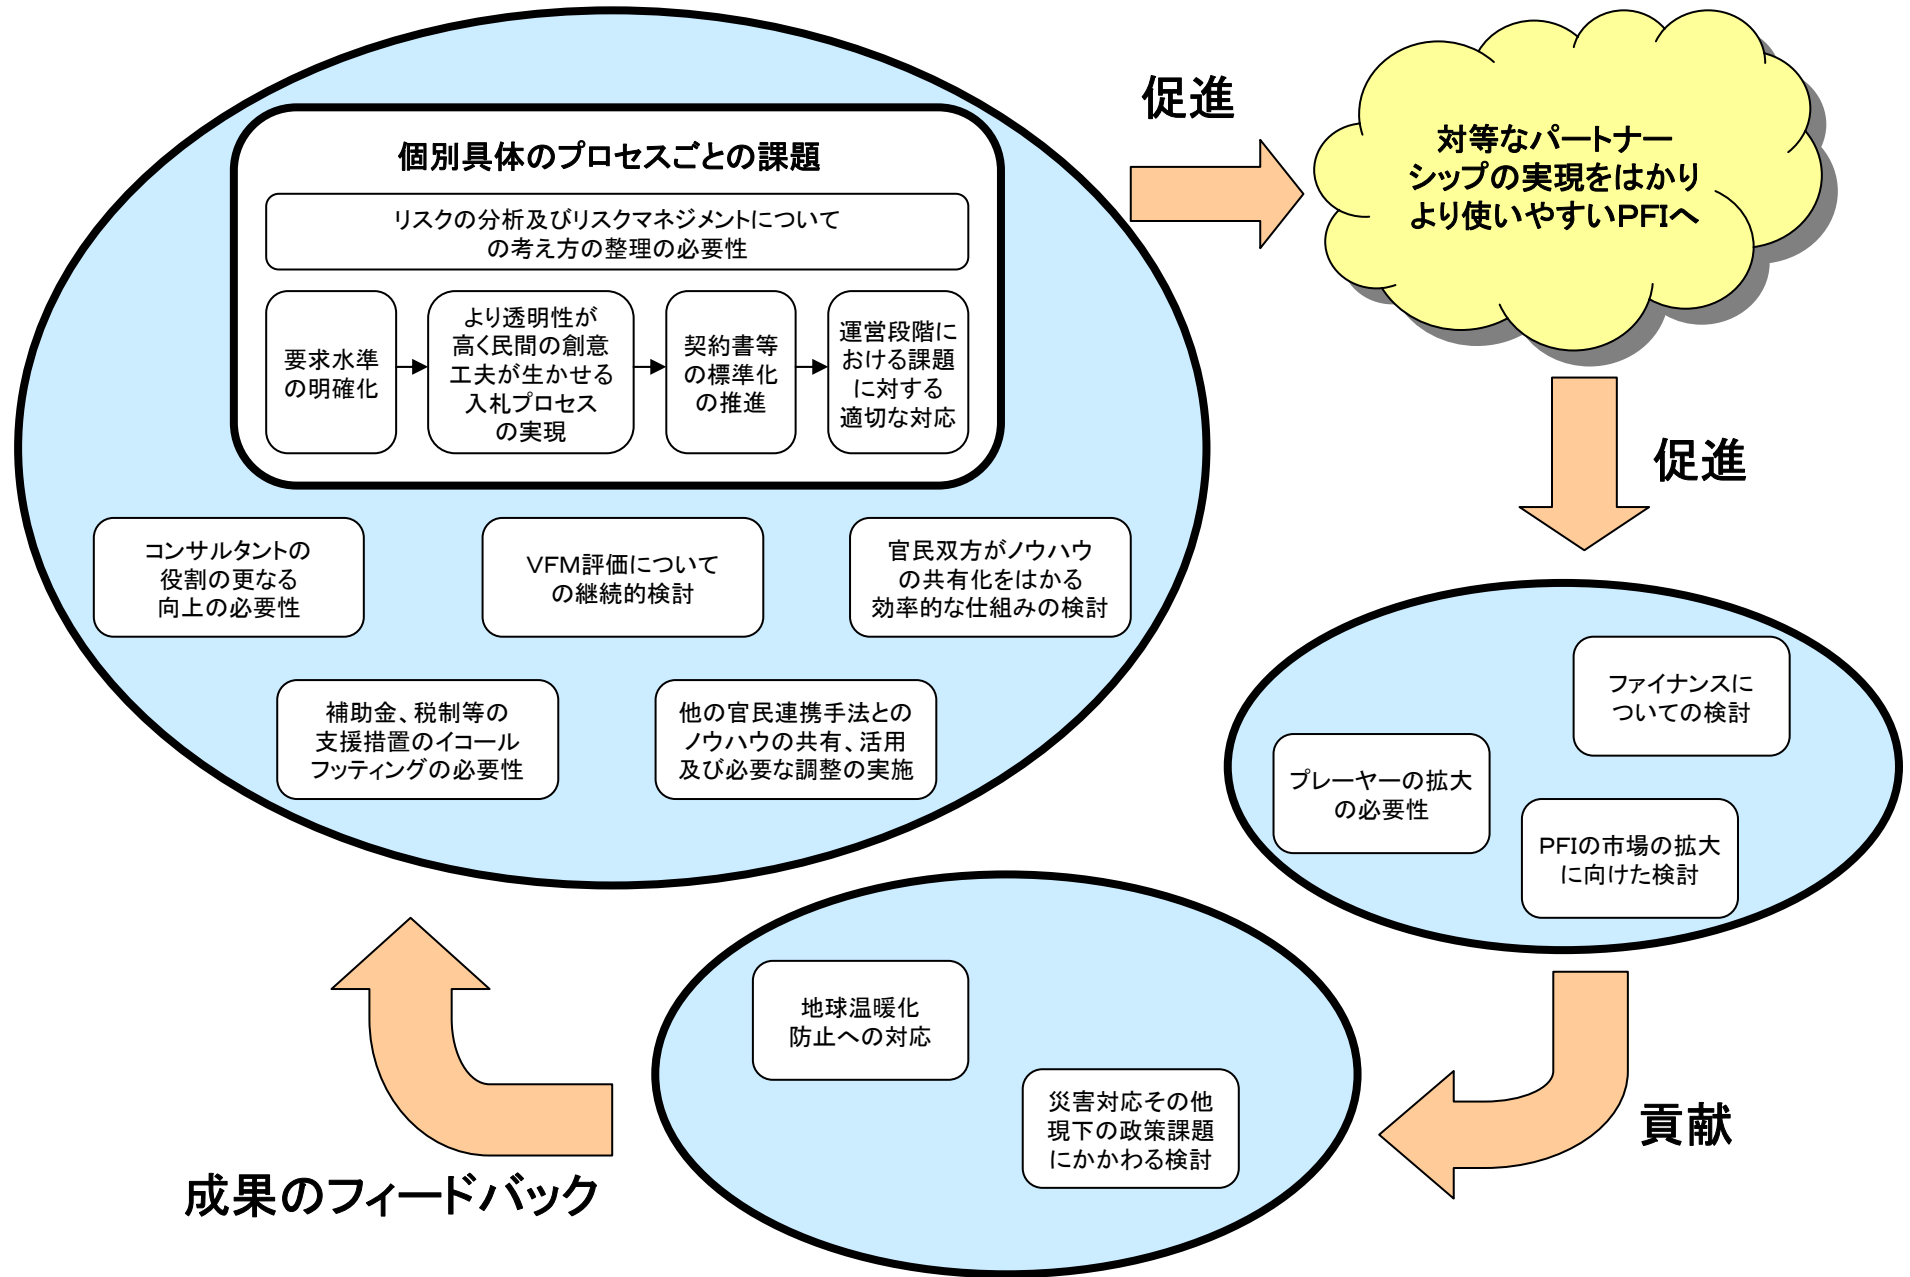 促進
対等なパートナー
シップの実現をはかり
より使いやすいPFIへ
個別具体のプロセスごとの課題
リスクの分析及びリスクマネジメントについて
の考え方の整理の必要性
要求水準
の明確化
より透明性が
高く民間の創意
工夫が生かせる
入札プロセス
の実現
契約書等
の標準化
の推進
運営段階に
おける課題
に対する
適切な対応
促進
コンサルタントの
役割の更なる
向上の必要性
VFM評価について
の継続的検討
官民双方がノウハウ
の共有化をはかる
効率的な仕組みの検討
補助金、税制等の
支援措置のイコール
フッティングの必要性
他の官民連携手法との
ノウハウの共有、活用
及び必要な調整の実施
ファイナンスに
ついての検討
プレーヤーの拡大
の必要性
PFIの市場の拡大
に向けた検討
地球温暖化
防止への対応
災害対応その他
現下の政策課題
にかかわる検討
貢献
成果のフィードバック